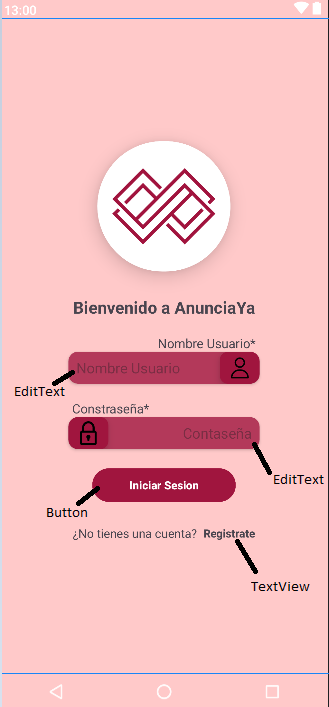 13:00
Bienvenido a AnunciaYa
Nombre Usuario*
Nombre Usuario
EditText
Constraseña*
Contaseña
EditText
Iniciar Sesion
Button
¿No tienes una cuenta? Registrate
TextView